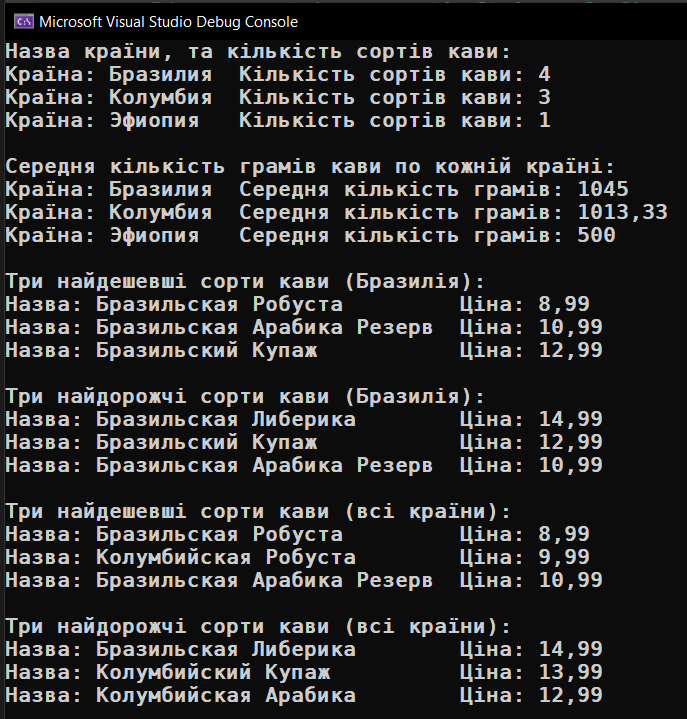 Microsoft Visual Studio Debug Console
Назва країни, та кількість сортів кави:
Країна: Бразилия  Кількість сортів кави: 4
Країна: Колумбия  Кількість сортів кави: 3
Країна: Эфиопия   Кількість сортів кави: 1
Середня кількість грамів кави по кожній країні:
Країна: Бразилия  Середня кількість грамів: 1045
Країна: Колумбия  Середня кількість грамів: 1013,33
Країна: Эфиопия   Середня кількість грамів: 500
Три найдешевші сорти кави (Бразилія):
Назва: Бразильская Робуста         Ціна: 8,99
Назва: Бразильская Арабика Резерв  Ціна: 10,99
Назва: Бразильский Купаж           Ціна: 12,99
Три найдорожчі сорти кави (Бразилія):
Назва: Бразильская Либерика        Ціна: 14,99
Назва: Бразильский Купаж           Ціна: 12,99
Назва: Бразильская Арабика Резерв  Ціна: 10,99
Три найдешевші сорти кави (всі країни):
Назва: Бразильская Робуста         Ціна: 8,99
Назва: Колумбийская Робуста        Ціна: 9,99
Назва: Бразильская Арабика Резерв  Ціна: 10,99
Три найдорожчі сорти кави (всі країни):
Назва: Бразильская Либерика        Ціна: 14,99
Назва: Колумбийский Купаж          Ціна: 13,99
Назва: Колумбийская Арабика        Ціна: 12,99